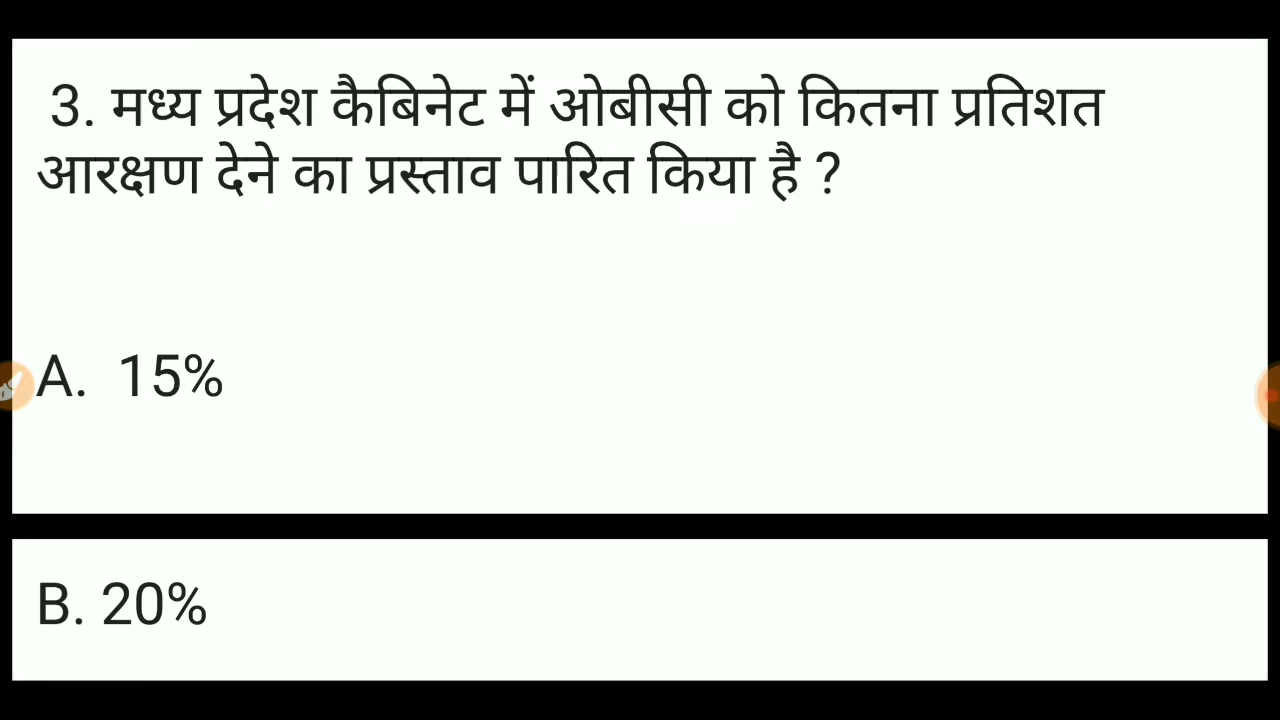 3. मध्य प्रदेश कैबिनेट में ओबीसी को कितना प्रतिशत
आरक्षण देने का प्रस्ताव पारित किया है ?
A. 15%
B. 20%